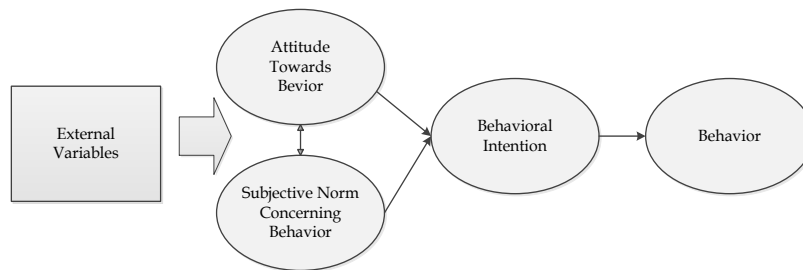 External
Variables
Attitude
Towards
Bevior
Subjective Norm
Concerning
Behavior
Behavioral
Intention
Behavior